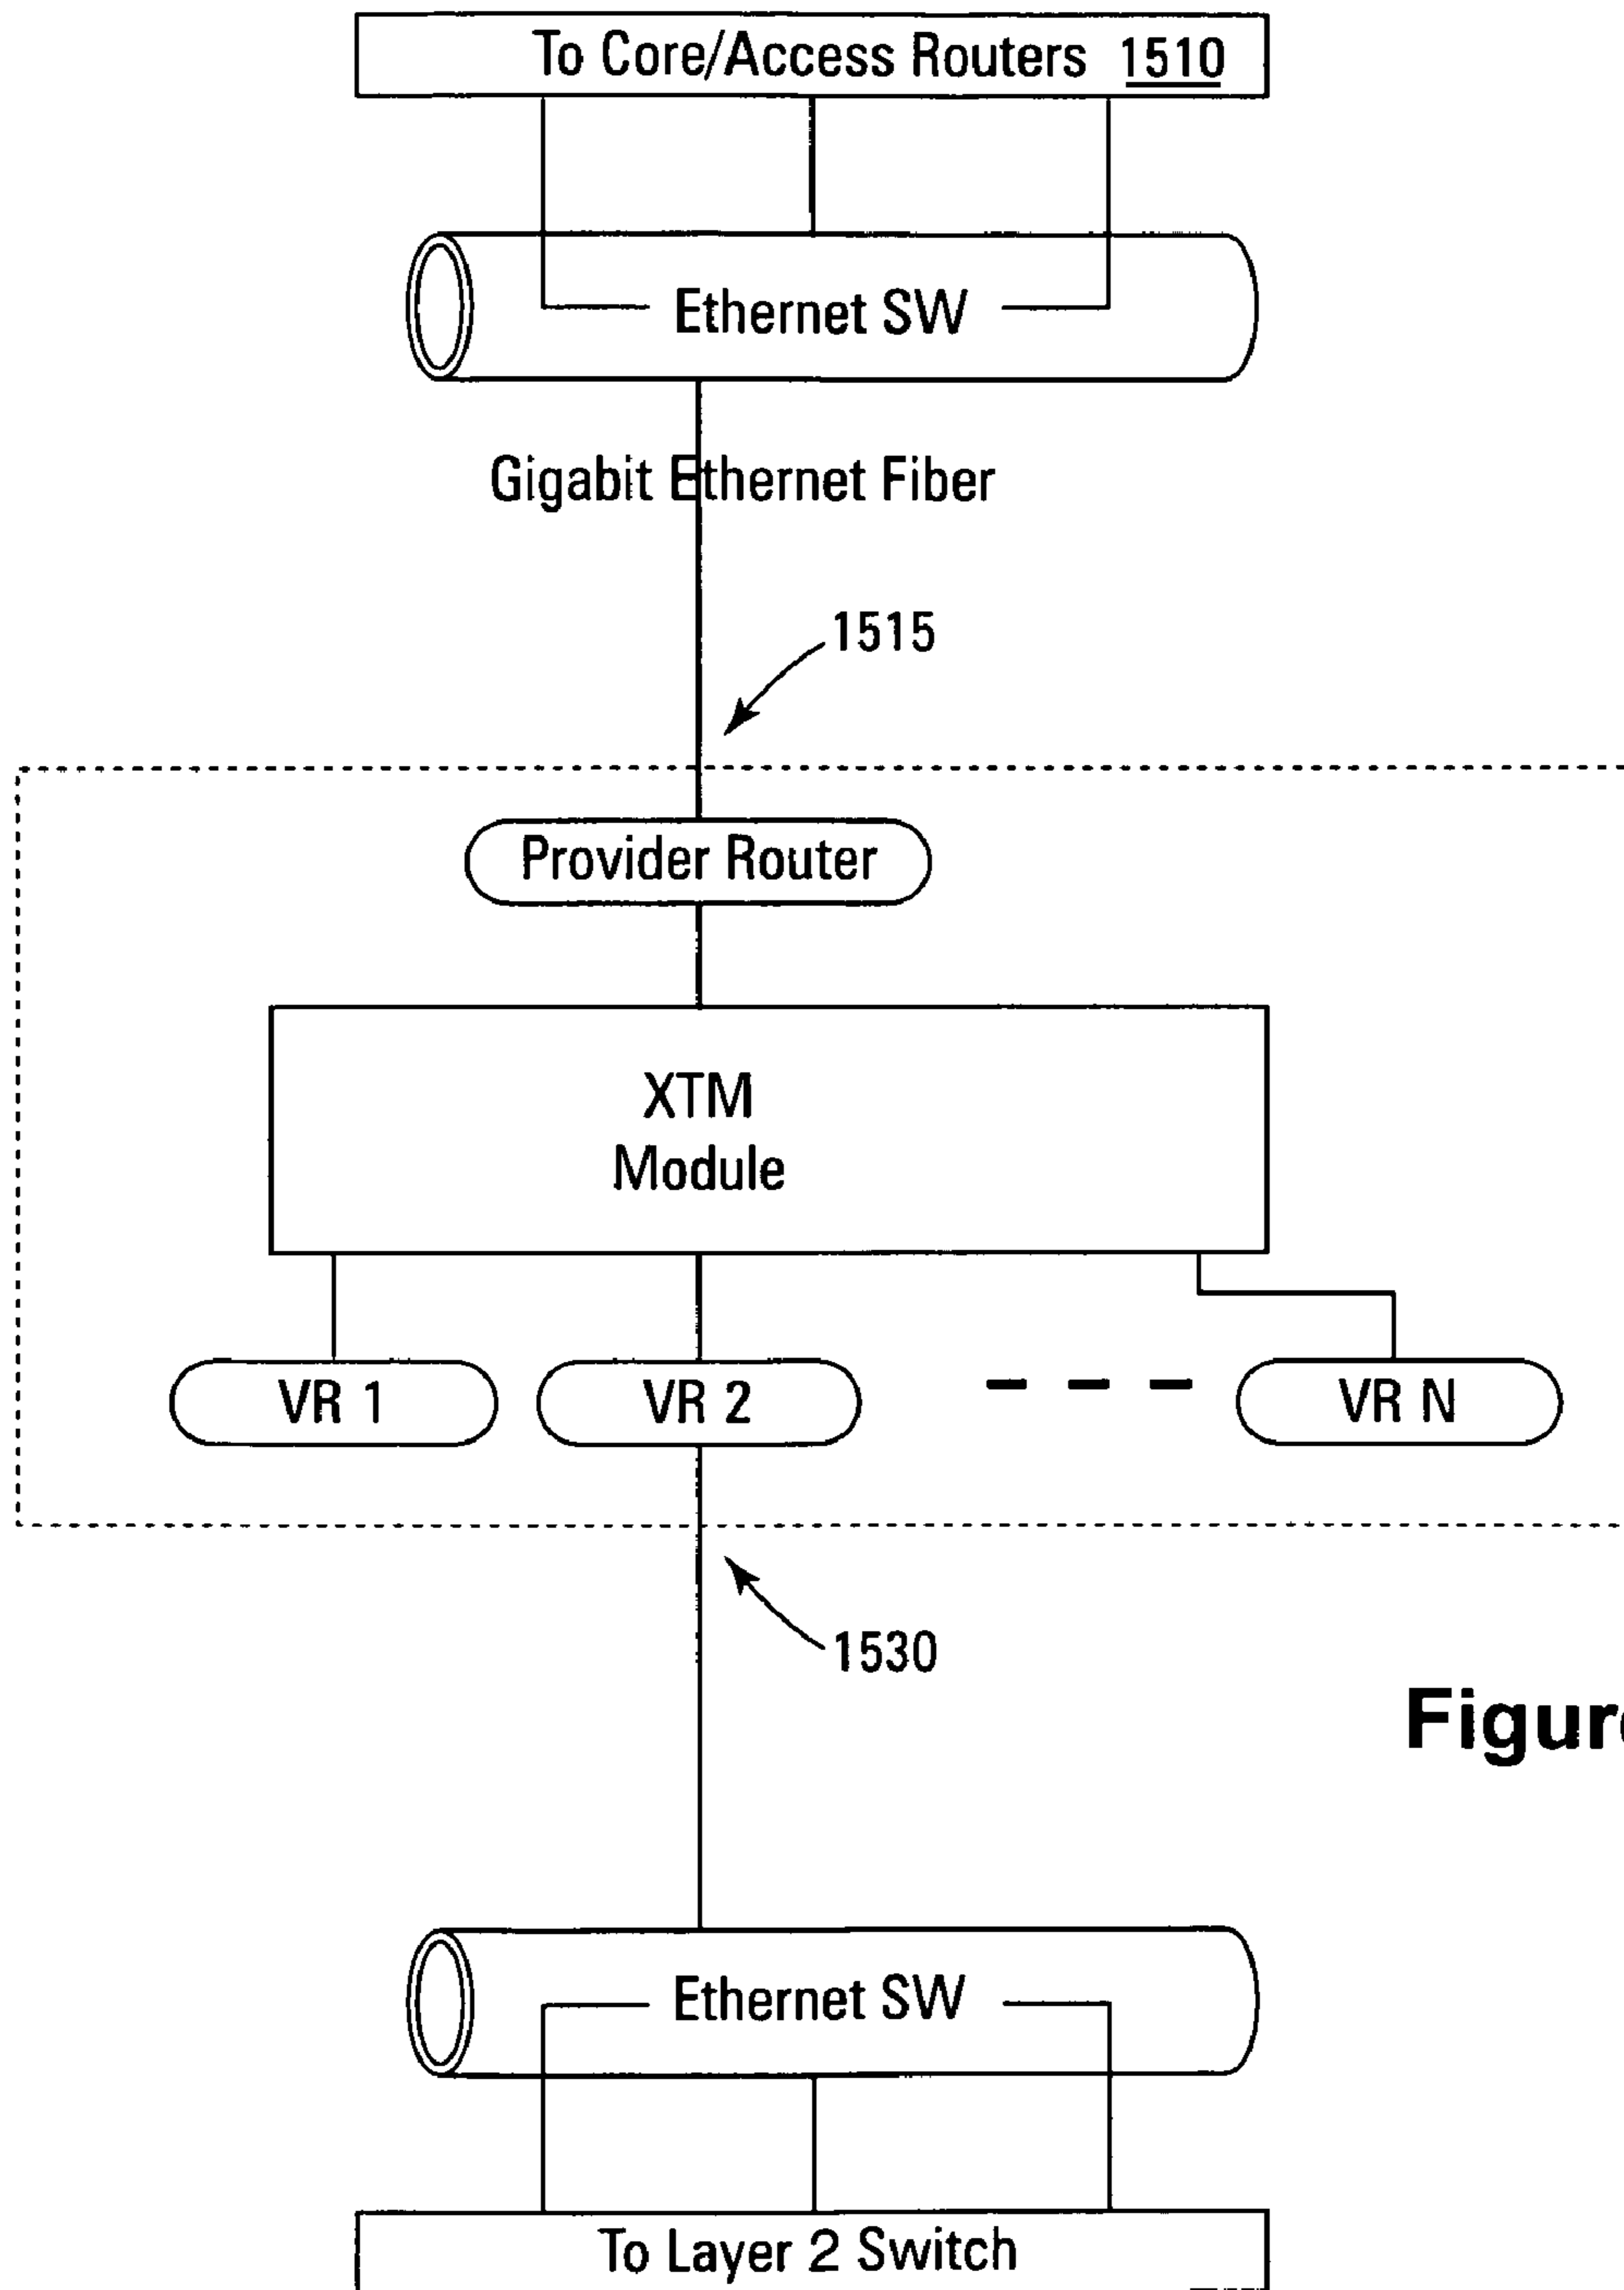 To Core/Access Routers 1510
Ethernet SW
Gigabit Ethernet Fiber
1515
Provider Router
XTM
Module
VR 1 VR 2 VR N
1530
Ethernet SW
To Layer 2 Switch